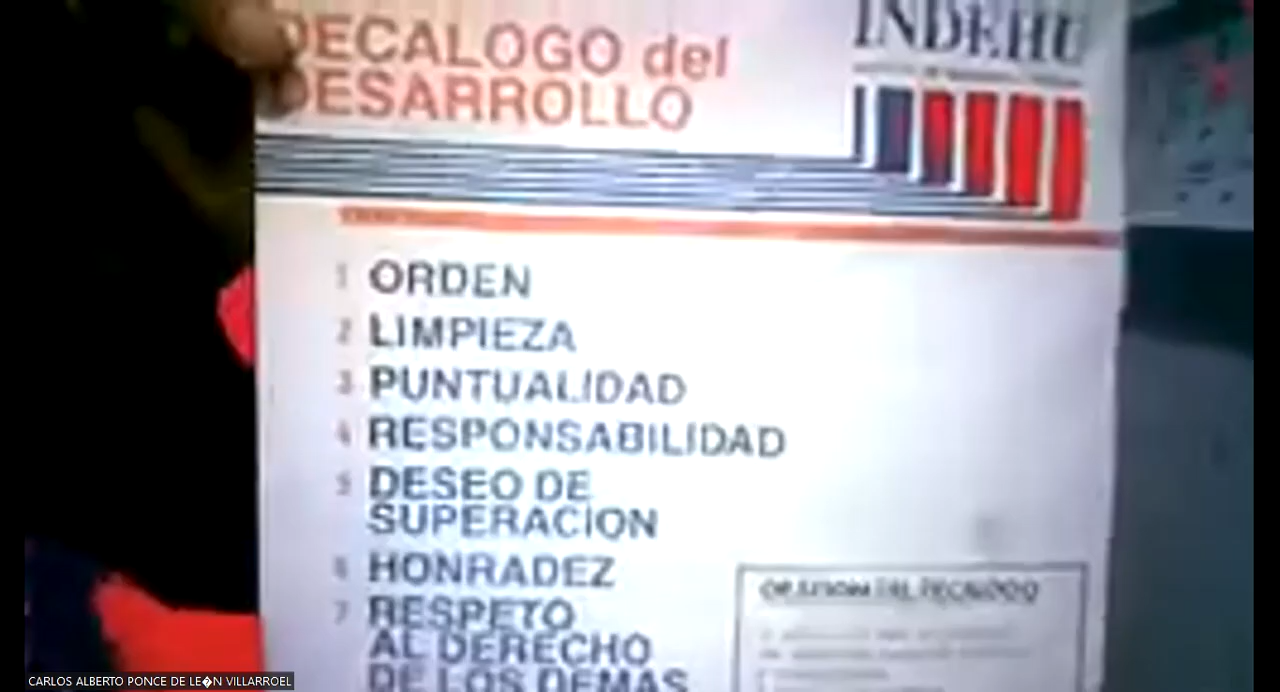 DECALOGO del
DESARROLLO
INDEHU
1 ORDEN
2 LIMPIEZA
3 PUNTUALIDAD
4 RESPONSABILIDAD
5 DESEO DE
SUPERACION
6 HONRADEZ
7 RESPETO
AL DERECHO
DE LOS DEMAS
CARLOS ALBERTO PONCE DE LE�N VILLARROEL